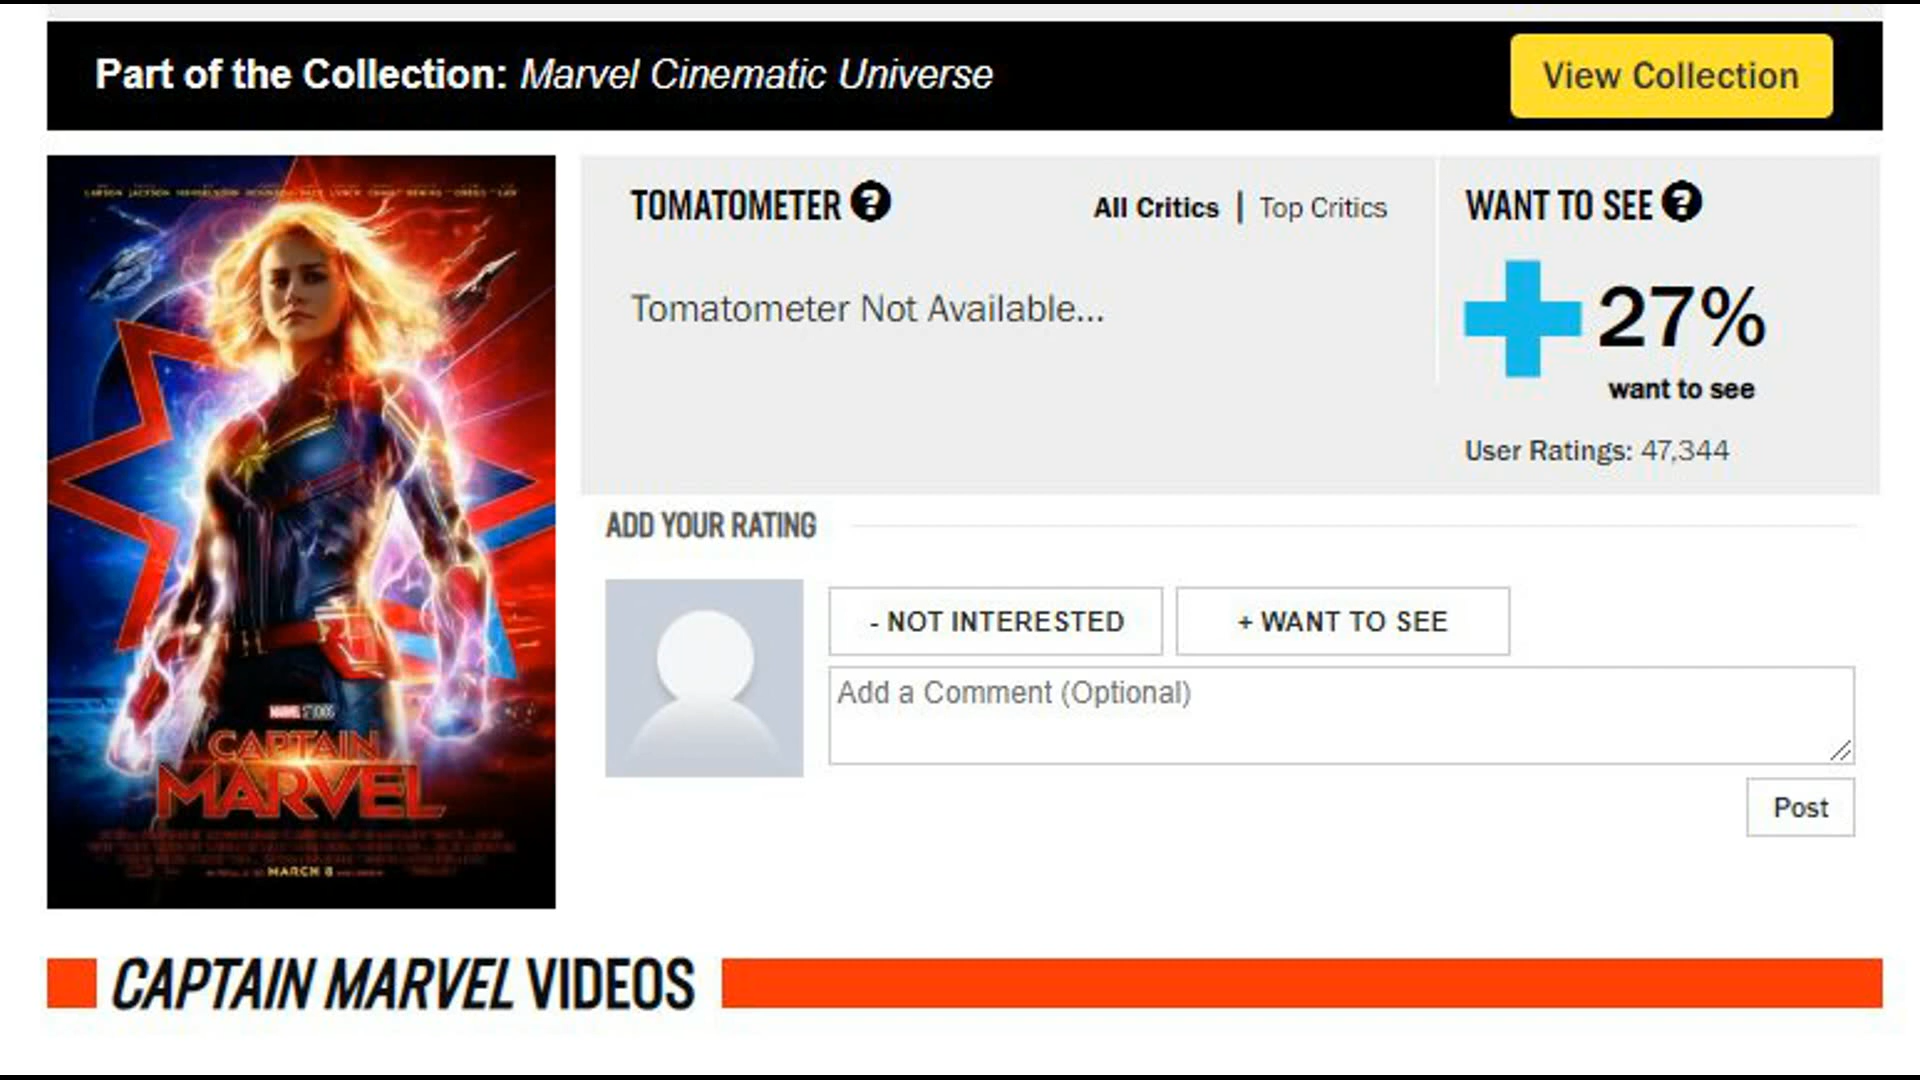 Part of the Collection: Marvel Cinematic Universe
View Collection
TOMATOMETER ?
All Critics | Top Critics
WANT TO SEE ?
Tomatometer Not Available...
27%
want to see
User Ratings: 47,344
ADD YOUR RATING
- NOT INTERESTED
+ WANT TO SEE
Add a Comment (Optional)
Post
LARSON JACKSON
MARVEL STUDIOS
CAPTAIN
MARVEL
MARCH 8
CAPTAIN MARVEL VIDEOS